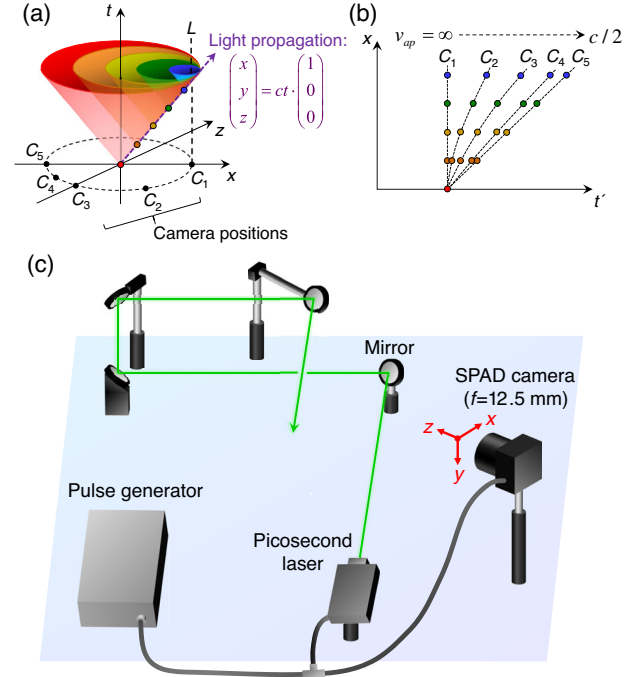 (a)
t
L
Light propagation:
( x y z ) = ct · ( 1 0 0 )
z
x
C5
C4
C3
C2
C1
Camera positions
(b)
x
v_ap = ∞ c / 2
C1 C2 C3 C4 C5
t′
(c)
Mirror
SPAD camera
(f=12.5 mm)
x
z
y
Pulse generator
Picosecond
laser